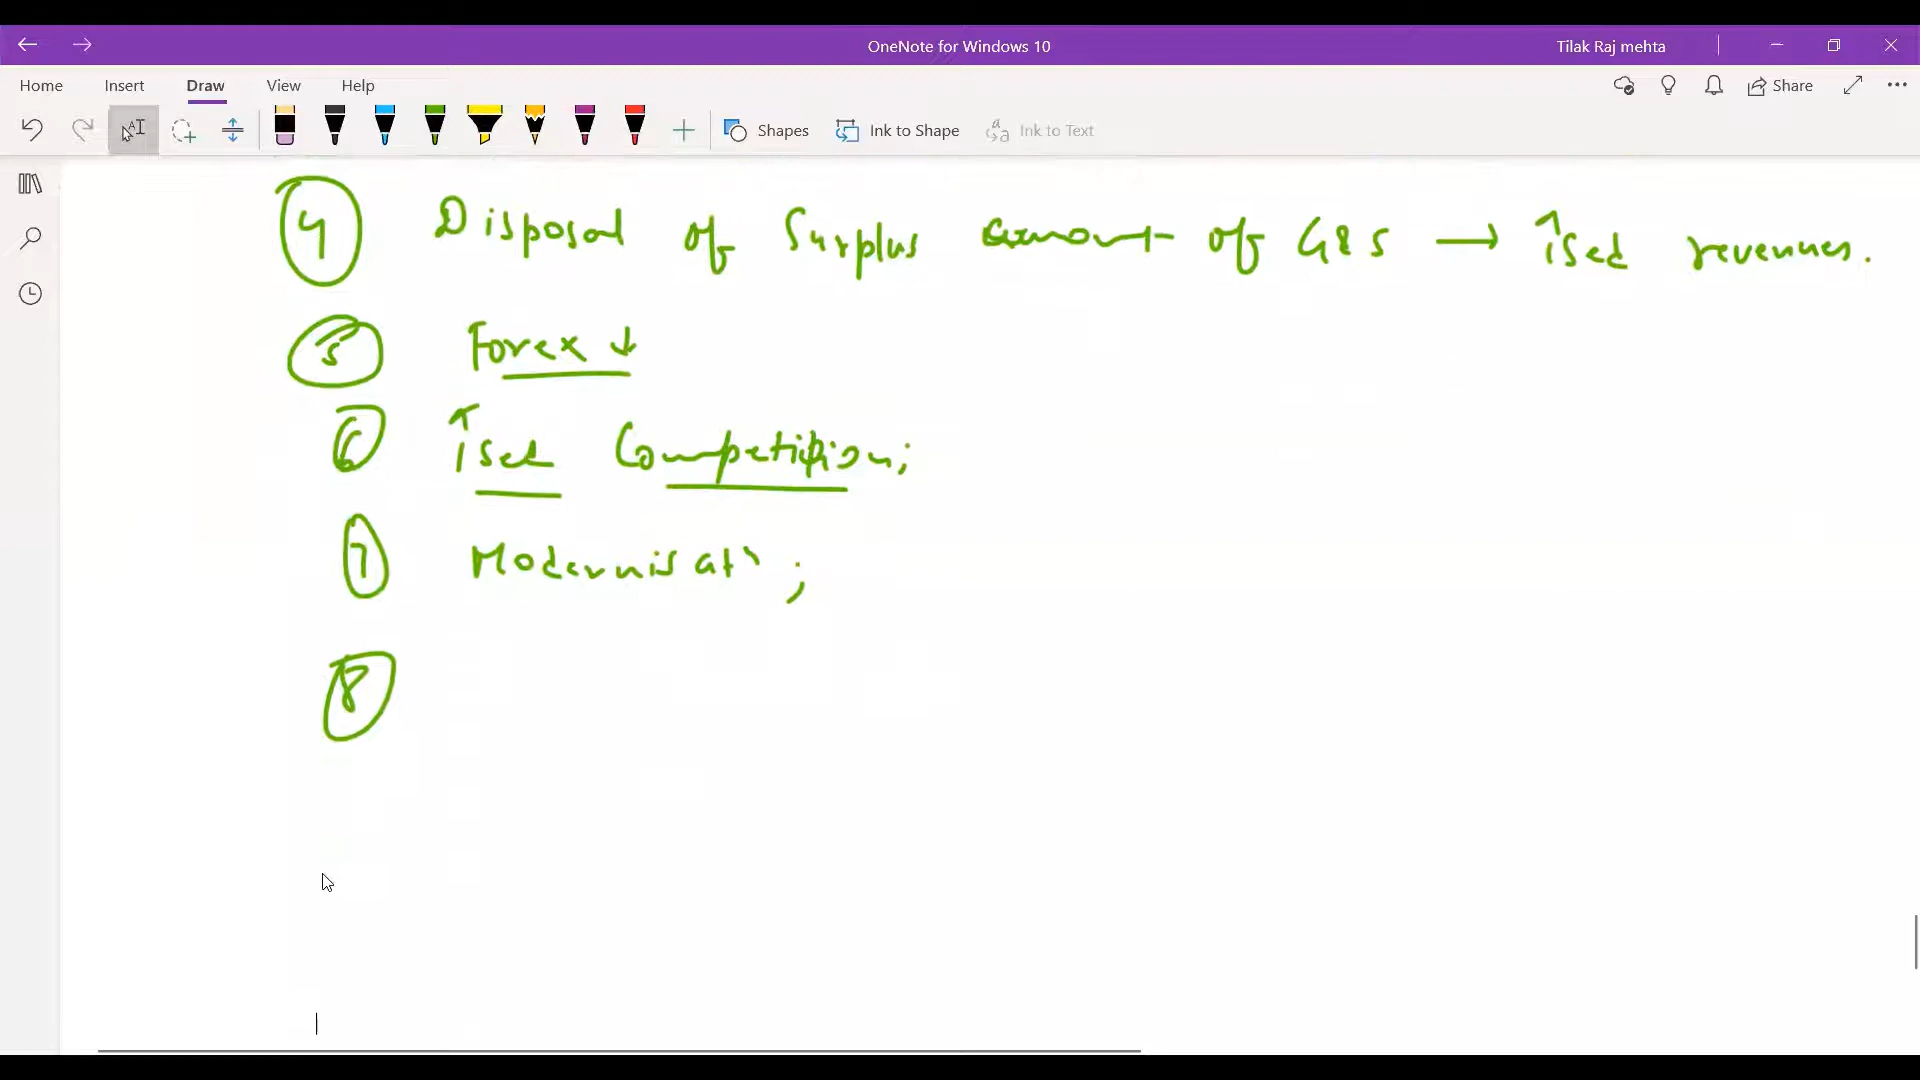 OneNote for Windows 10
Tilak Raj mehta
Home Insert Draw View Help
Share
Shapes Ink to Shape Ink to Text
4 Disposal of Surplus amount of G&S → ↑sed revenues.
5 Forex ↓
6 ↑sed Competition;
7 Modernisatn ;
8